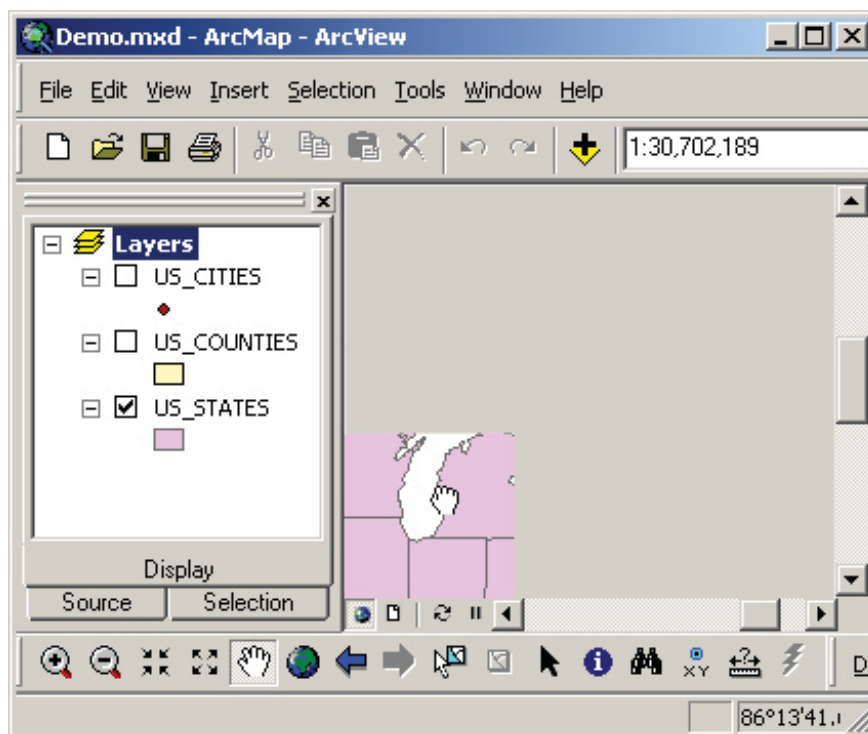 Demo.mxd - ArcMap - ArcView
File Edit View Insert Selection Tools Window Help
1:30,702,189
Layers
US_CITIES
US_COUNTIES
US_STATES
Display
Source Selection
XY
D
86°13'41.